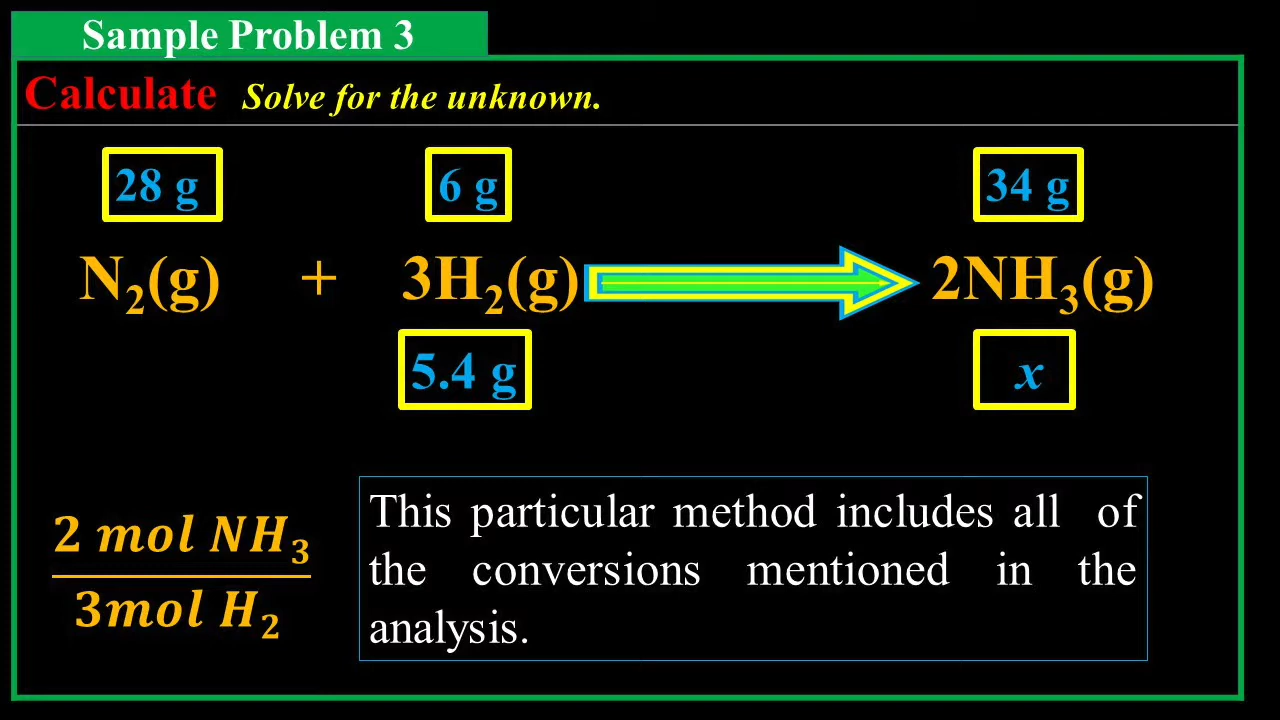 Sample Problem 3
Calculate Solve for the unknown.
28 g 6 g 34 g
N₂(g) + 3H₂(g) 2NH₃(g)
5.4 g x
2 mol NH₃
3mol H₂
This particular method includes all of
the conversions mentioned in the
analysis.